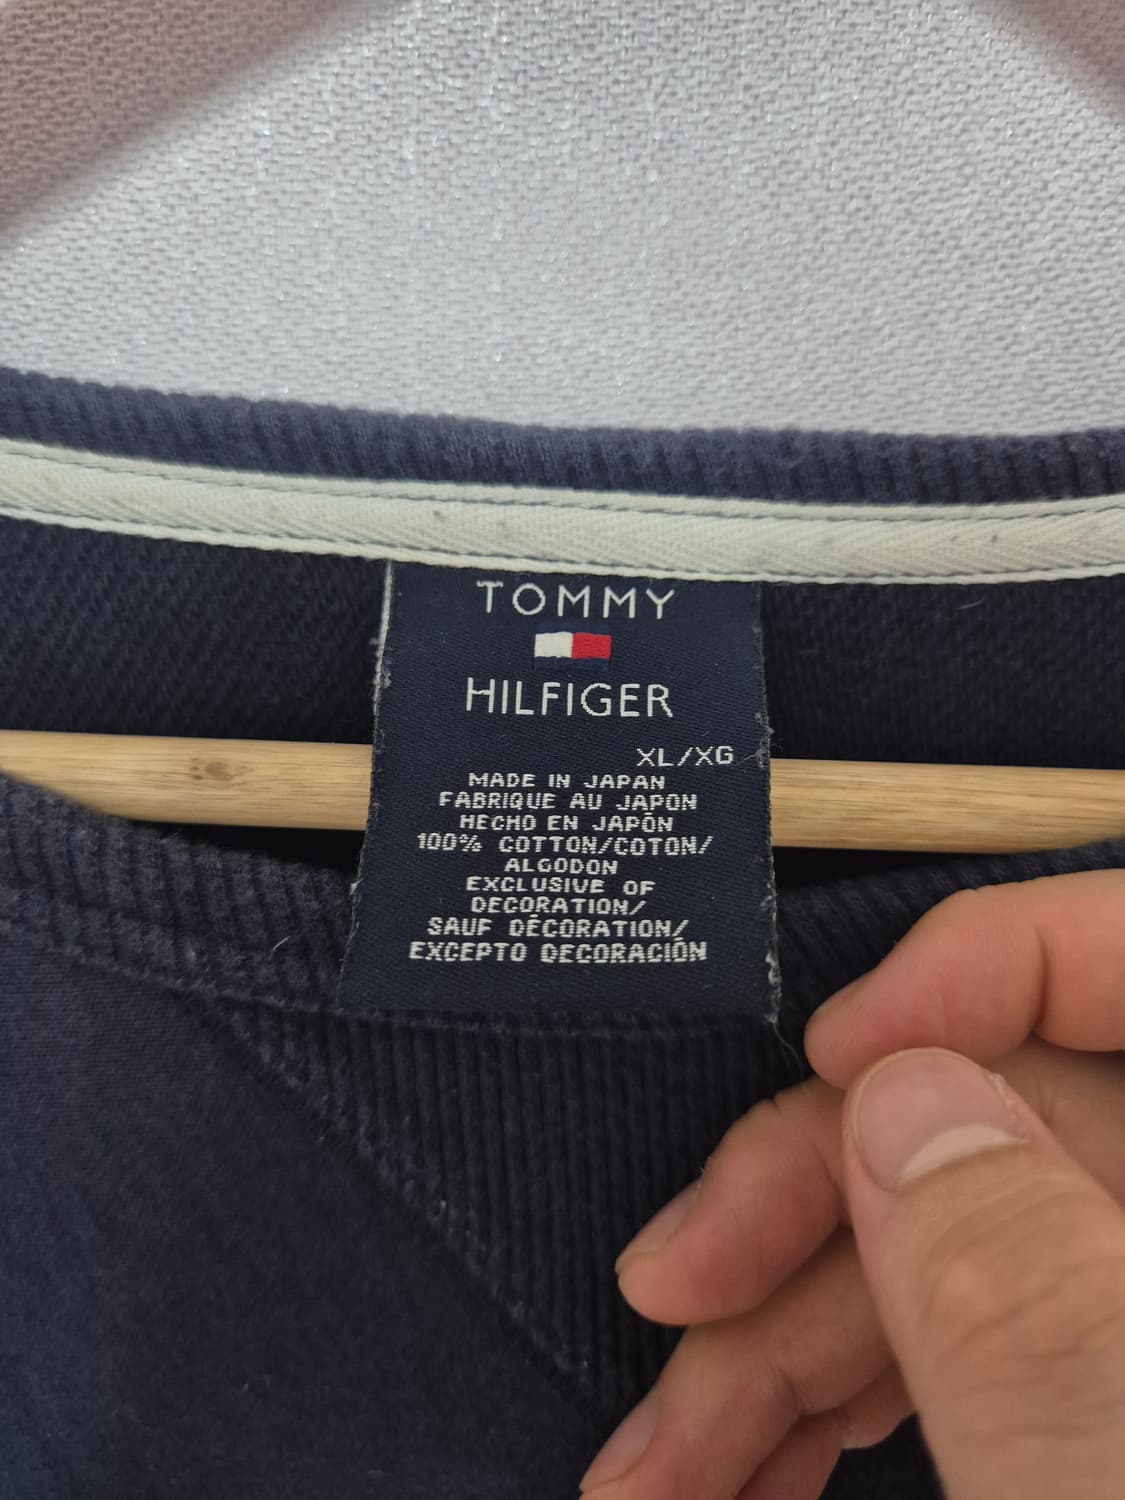 TOMMY
HILFIGER
XL/XG
MADE IN JAPAN
FABRIQUE AU JAPON
HECHO EN JAPÓN
100% COTTON/COTON/
ALGODON
EXCLUSIVE OF
DECORATION/
SAUF DÉCORATION/
EXCEPTO DECORACIÓN